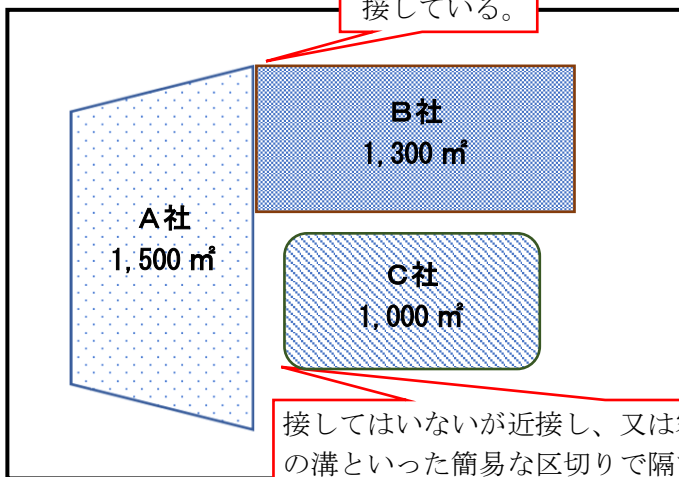 接している。
B社
1,300 ㎡
A社
1,500 ㎡
C社
1,000 ㎡
接してはいないが近接し、又は
の溝といった簡易な区切りで隔